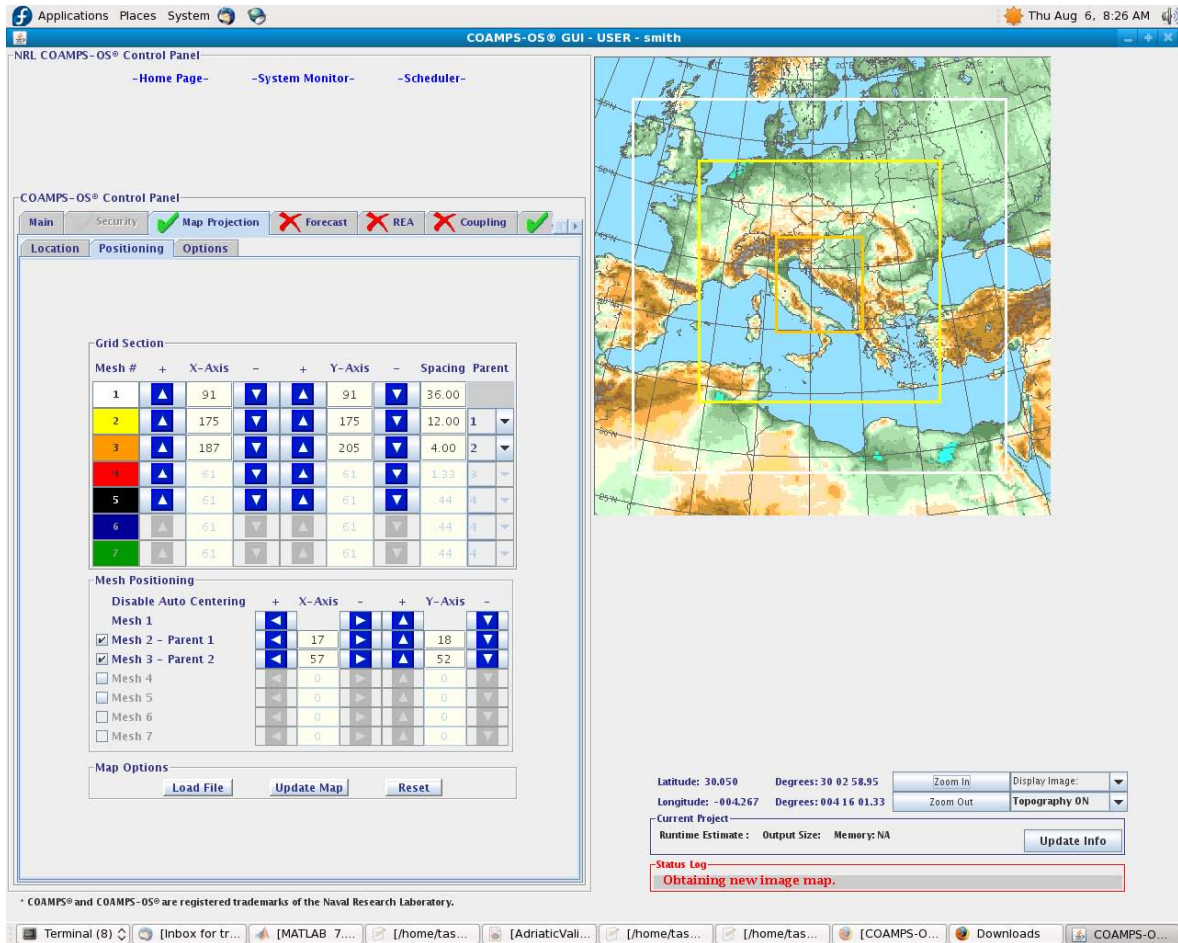 Applications Places System
Thu Aug 6, 8:26 AM
COAMPS-OS® GUI - USER - smith
NRL COAMPS-OS® Control Panel
-Home Page- -System Monitor- -Scheduler-
COAMPS-OS® Control Panel
Main Security Map Projection Forecast REA Coupling
Location Positioning Options
Grid Section
Mesh # + X-Axis - + Y-Axis - Spacing Parent
1 91 91 36.00
2 175 175 12.00 1
3 187 205 4.00 2
4 61 61 1.33 3
5 61 61 .44 4
6 61 61 .44 4
7 61 61 .44 4
Mesh Positioning
Disable Auto Centering + X-Axis - + Y-Axis -
Mesh 1
Mesh 2 - Parent 1 17 18
Mesh 3 - Parent 2 57 52
Mesh 4 0 0
Mesh 5 0 0
Mesh 6 0 0
Mesh 7 0 0
Map Options
Load File Update Map Reset
Latitude: 30.050 Degrees: 30 02 58.95 Zoom In Display Image:
Longitude: -004.267 Degrees: 004 16 01.33 Zoom Out Topography ON
Current Project
Runtime Estimate : Output Size: Memory: NA
Update Info
Status Log
Obtaining new image map.
* COAMPS® and COAMPS-OS® are registered trademarks of the Naval Research Laboratory.
Terminal (8) [Inbox for tr... [MATLAB 7.... [/home/tas... [AdriaticVali... [/home/tas... [/home/tas... [COAMPS-O... Downloads COAMPS-O...